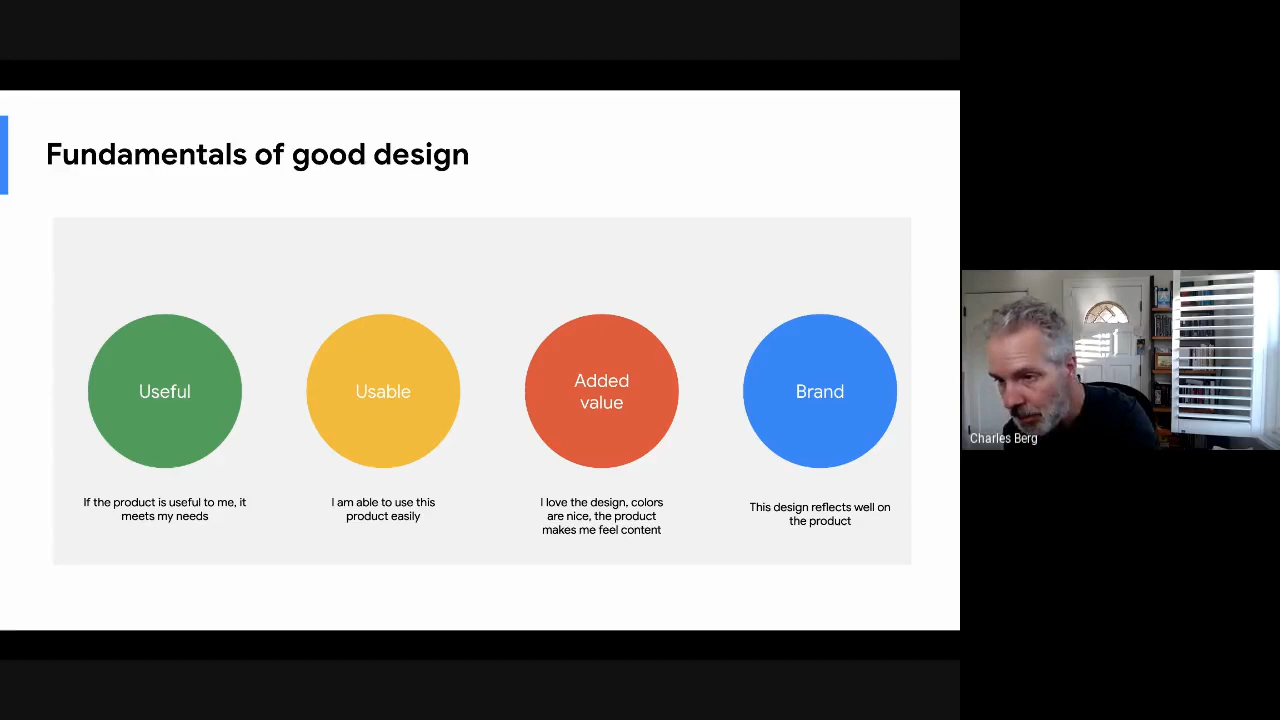 Fundamentals of good design
Useful
Usable
Added
value
Brand
If the product is useful to me, it
meets my needs
I am able to use this
product easily
I love the design, colors
are nice, the product
makes me feel content
This design reflects well on
the product
Charles Berg